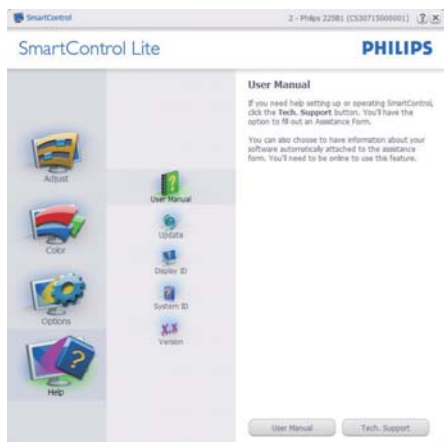 SmartControl
2 - Philips 225B1 (CS30715000001)
SmartControl Lite
PHILIPS
Adjust
Color
Options
Help
User Manual
Update
Display ID
System ID
Version
User Manual
If you need help setting up or operating SmartControl,
click the Tech. Support button. You'll have the
option to fill out an Assistance Form.
You can also choose to have information about your
software automatically attached to the assistance
form. You'll need to be online to use this feature.
User Manual
Tech. Support